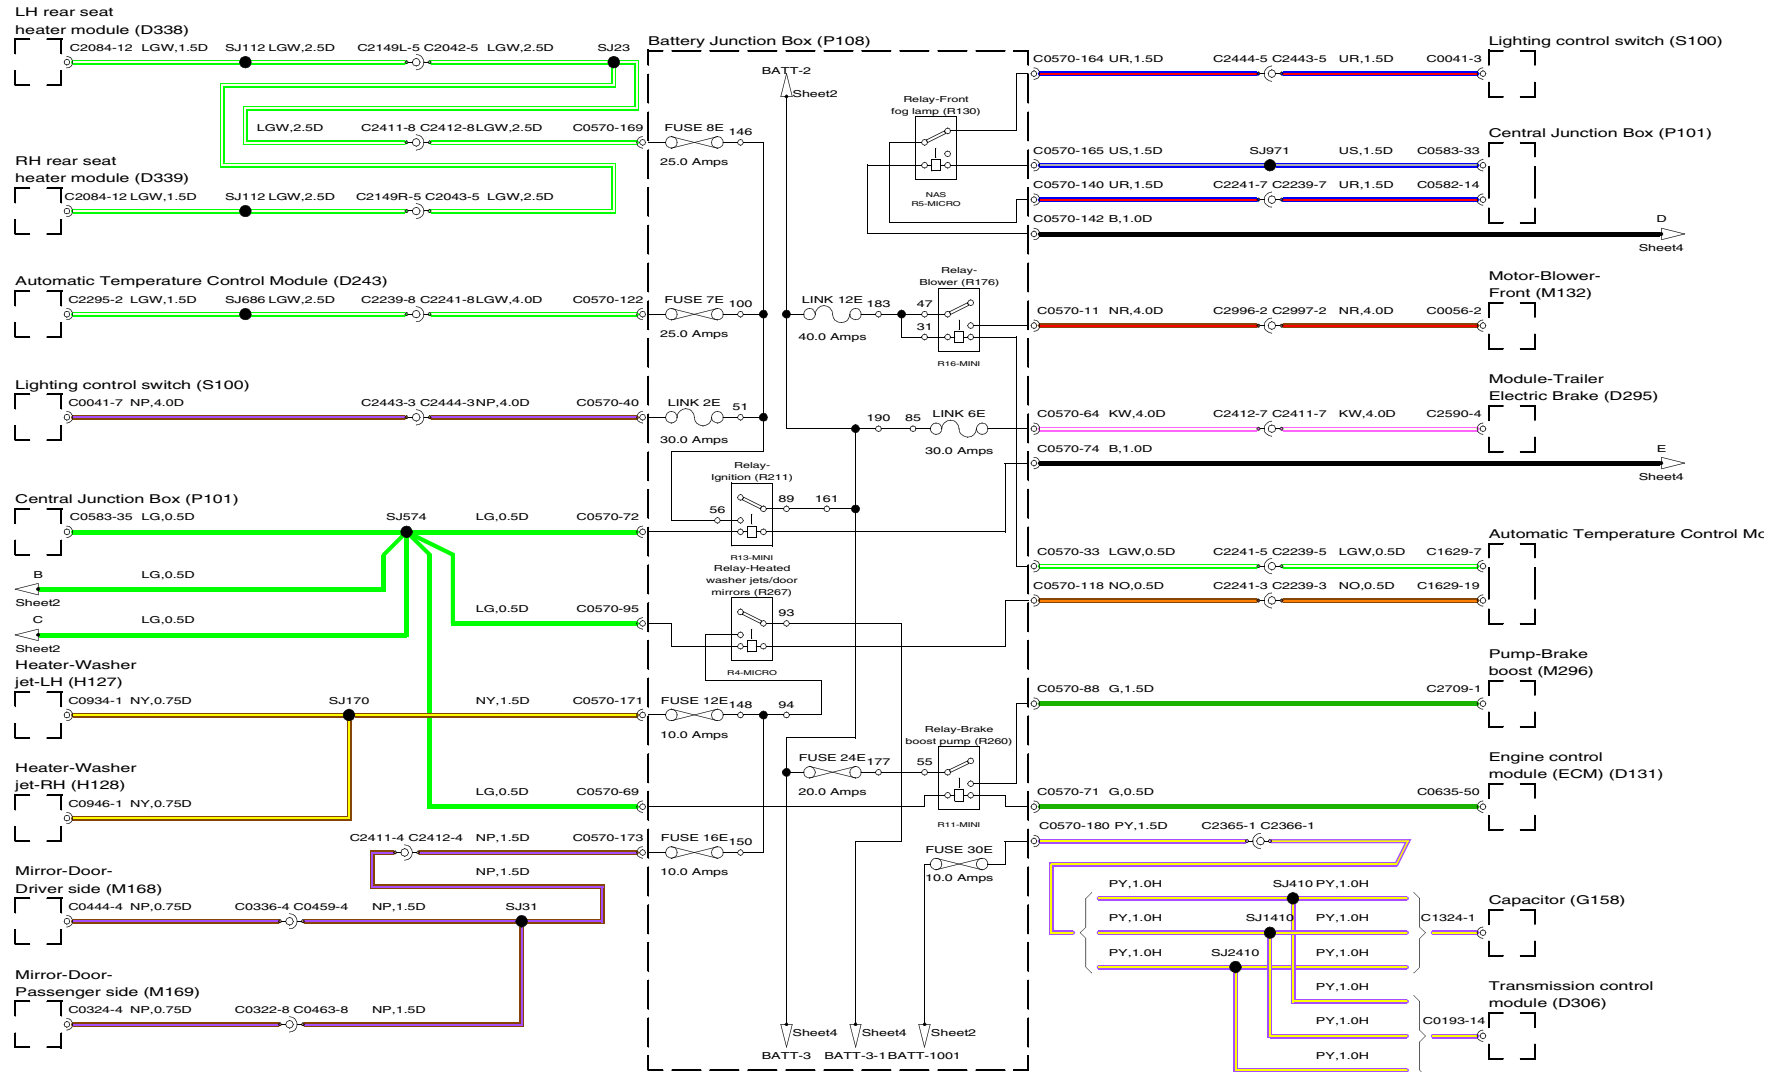 LH rear seat
heater module (D338)
C2084-12 LGW,1.5D SJ112 LGW,2.5D C2149L-5 C2042-5 LGW,2.5D SJ23
LGW,2.5D C2411-8 C2412-8LGW,2.5D C0570-169
RH rear seat
heater module (D339)
C2084-12 LGW,1.5D SJ112 LGW,2.5D C2149R-5 C2043-5 LGW,2.5D
Automatic Temperature Control Module (D243)
C2295-2 LGW,1.5D SJ686 LGW,2.5D C2239-8 C2241-8LGW,4.0D C0570-122
Lighting control switch (S100)
C0041-7 NP,4.0D C2443-3 C2444-3NP,4.0D C0570-40
Central Junction Box (P101)
C0583-35 LG,0.5D SJ574 LG,0.5D C0570-72
B LG,0.5D
Sheet2
LG,0.5D C0570-95
C LG,0.5D
Sheet2
Heater-Washer
jet-LH (H127)
C0934-1 NY,0.75D SJ170 NY,1.5D C0570-171
Heater-Washer
jet-RH (H128)
C0946-1 NY,0.75D
LG,0.5D C0570-69
C2411-4 C2412-4 NP,1.5D C0570-173
NP,1.5D
Mirror-Door-
Driver side (M168)
C0444-4 NP,0.75D C0336-4 C0459-4 NP,1.5D SJ31
Mirror-Door-
Passenger side (M169)
C0324-4 NP,0.75D C0322-8 C0463-8 NP,1.5D
Battery Junction Box (P108)
BATT-2
Sheet2
Relay-Front
fog lamp (R130)
NAS
R5-MICRO
FUSE 8E 146
25.0 Amps
FUSE 7E 100
25.0 Amps
LINK 12E 183
40.0 Amps
Relay-
Blower (R176)
47
31
R16-MINI
LINK 2E 51
30.0 Amps
190 85 LINK 6E
30.0 Amps
Relay-
Ignition (R211)
89 161
56
R13-MINI
Relay-Heated
washer jets/door
mirrors (R267)
93
R4-MICRO
FUSE 12E148 94
10.0 Amps
Relay-Brake
boost pump (R260)
FUSE 24E177 55
20.0 Amps
R11-MINI
FUSE 16E150
10.0 Amps
FUSE 30E
10.0 Amps
Sheet4 Sheet4 Sheet2
BATT-3 BATT-3-1BATT-1001
Lighting control switch (S100)
C0570-164 UR,1.5D C2444-5 C2443-5 UR,1.5D C0041-3
Central Junction Box (P101)
C0570-165 US,1.5D SJ971 US,1.5D C0583-33
C0570-140 UR,1.5D C2241-7 C2239-7 UR,1.5D C0582-14
C0570-142 B,1.0D D
Sheet4
Motor-Blower-
Front (M132)
C0570-11 NR,4.0D C2996-2 C2997-2 NR,4.0D C0056-2
Module-Trailer
Electric Brake (D295)
C0570-64 KW,4.0D C2412-7 C2411-7 KW,4.0D C2590-4
C0570-74 B,1.0D E
Sheet4
Automatic Temperature Control Mo
C0570-33 LGW,0.5D C2241-5 C2239-5 LGW,0.5D C1629-7
C0570-118 NO,0.5D C2241-3 C2239-3 NO,0.5D C1629-19
Pump-Brake
boost (M296)
C0570-88 G,1.5D C2709-1
Engine control
module (ECM) (D131)
C0570-71 G,0.5D C0635-50
C0570-180 PY,1.5D C2365-1 C2366-1
PY,1.0H SJ410 PY,1.0H
Capacitor (G158)
PY,1.0H SJ1410 PY,1.0H C1324-1
PY,1.0H SJ2410 PY,1.0H
PY,1.0H
Transmission control
module (D306)
PY,1.0H C0193-14
PY,1.0H